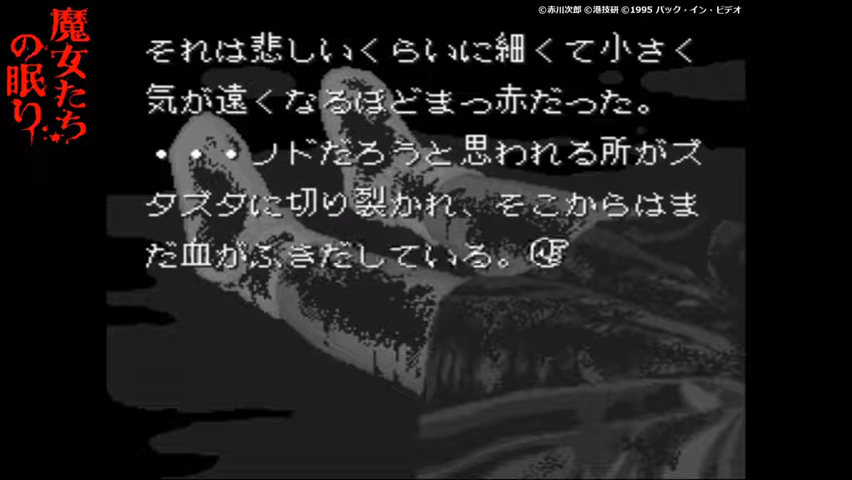 ©赤川次郎 ©港技研 ©1995 パック・イン・ビデオ
魔女たち
の眠り
それは悲しいくらいに細くて小さく
気が遠くなるほどまっ赤だった。
・・・ノドだろうと思われる所がズ
タズタに切り裂かれ、そこからはま
だ血がふきだしている。